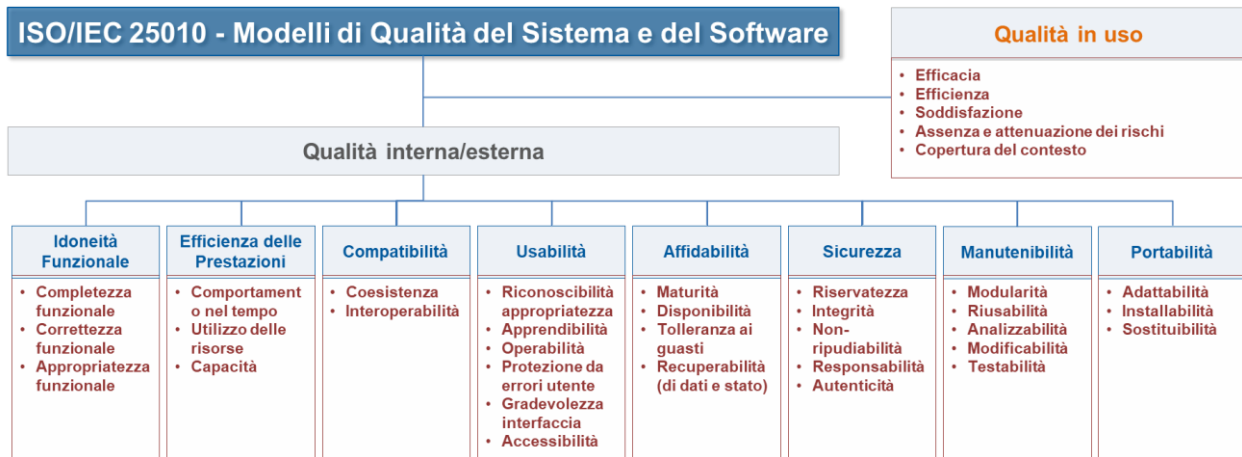 ISO/IEC 25010 - Modelli di Qualità del Sistema e del Software
Qualità in uso
• Efficacia
• Efficienza
• Soddisfazione
• Assenza e attenuazione dei rischi
• Copertura del contesto
Qualità interna/esterna
Idoneità
Funzionale
• Completezza
funzionale
• Correttezza
funzionale
• Appropriatezza
funzionale
Efficienza delle
Prestazioni
• Comportament
o nel tempo
• Utilizzo delle
risorse
• Capacità
Compatibilità
• Coesistenza
• Interoperabilità
Usabilità
• Riconoscibilità
appropriatezza
• Apprendibilità
• Operabilità
• Protezione da
errori utente
• Gradevolezza
interfaccia
• Accessibilità
Affidabilità
• Maturità
• Disponibilità
• Tolleranza ai
guasti
• Recuperabilità
(di dati e stato)
Sicurezza
• Riservatezza
• Integrità
• Non-
ripudiabilità
• Responsabilità
• Autenticità
Manutenibilità
• Modularità
• Riusabilità
• Analizzabilità
• Modificabilità
• Testabilità
Portabilità
• Adattabilità
• Installabilità
• Sostituibilità